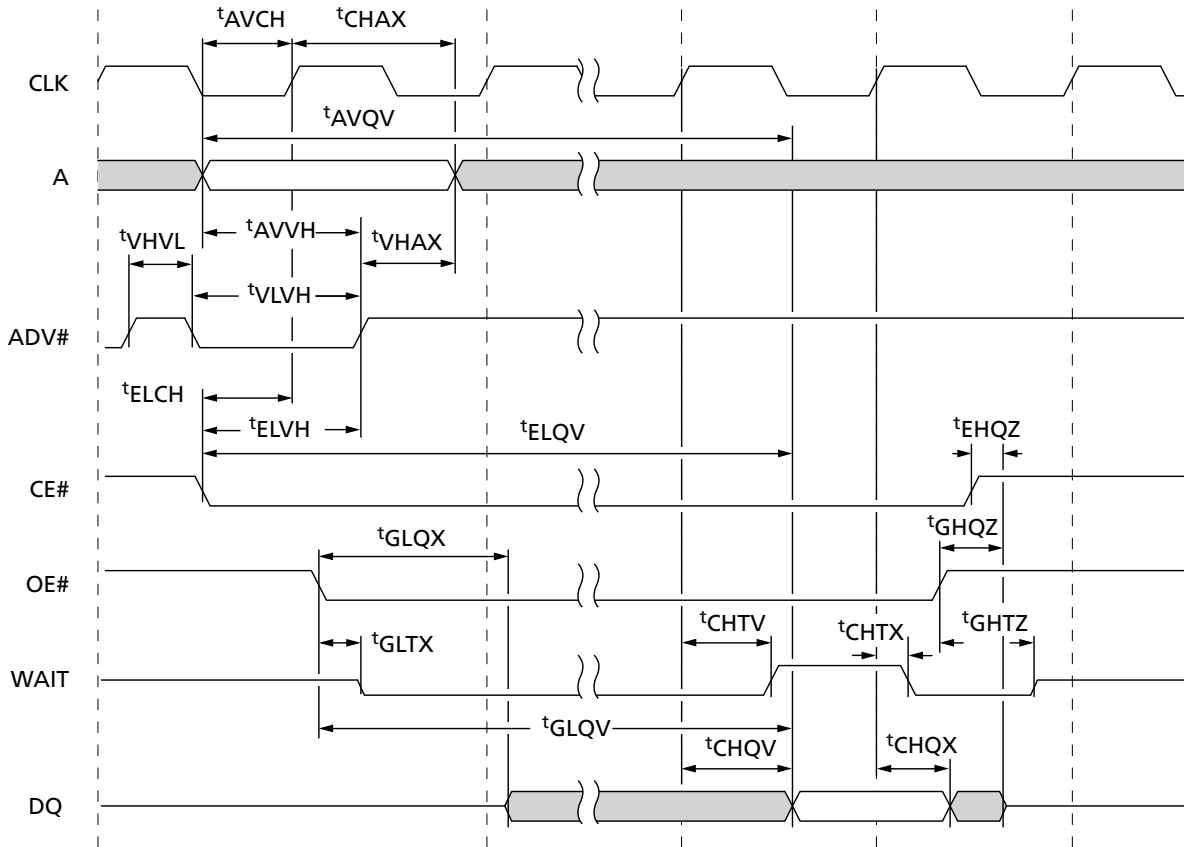 tAVCH tCHAX
CLK
tAVQV
A
tAVVH
tVHVL tVHAX
tVLVH
ADV#
tELCH
tELVH tELQV tEHQZ
CE#
tGHQZ
tGLQX
OE#
tCHTV tCHTX tGHTZ
tGLTX
WAIT
tGLQV
tCHQV tCHQX
DQ